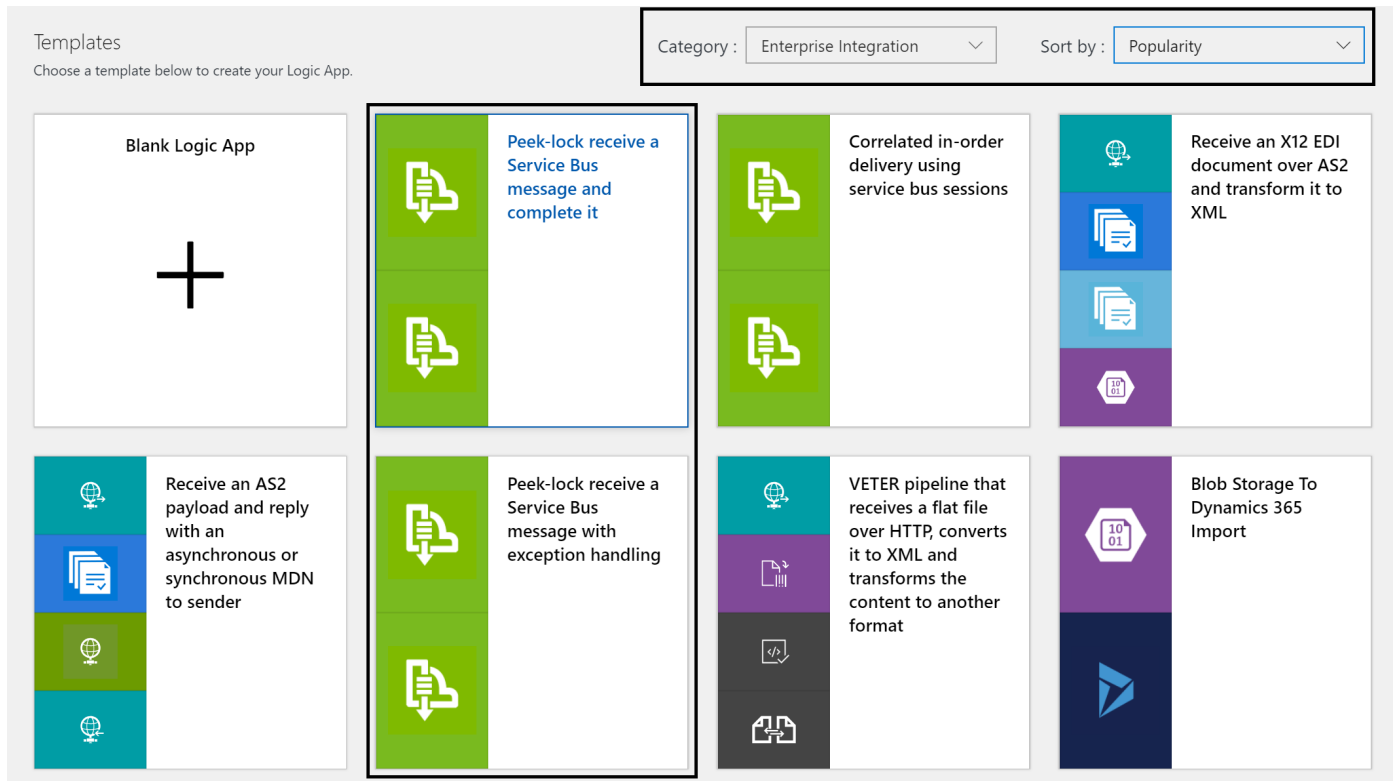 Templates
Choose a template below to create your Logic App.
Category :
Enterprise Integration
Sort by :
Popularity
Blank Logic App
Peek-lock receive a
Service Bus
message and
complete it
Correlated in-order
delivery using
service bus sessions
Receive an X12 EDI
document over AS2
and transform it to
XML
10
01
Receive an AS2
payload and reply
with an
asynchronous or
synchronous MDN
to sender
Peek-lock receive a
Service Bus
message with
exception handling
VETER pipeline that
receives a flat file
over HTTP, converts
it to XML and
transforms the
content to another
format
Blob Storage To
Dynamics 365
Import
10
01